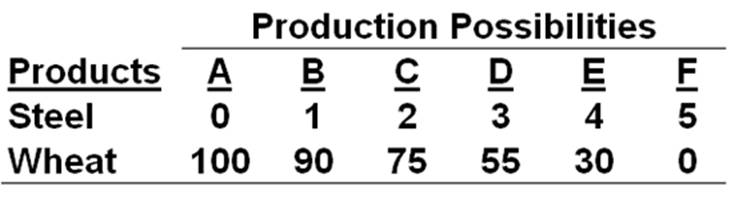 Production Possibilities
Products A B C D E F
Steel 0 1 2 3 4 5
Wheat 100 90 75 55 30 0